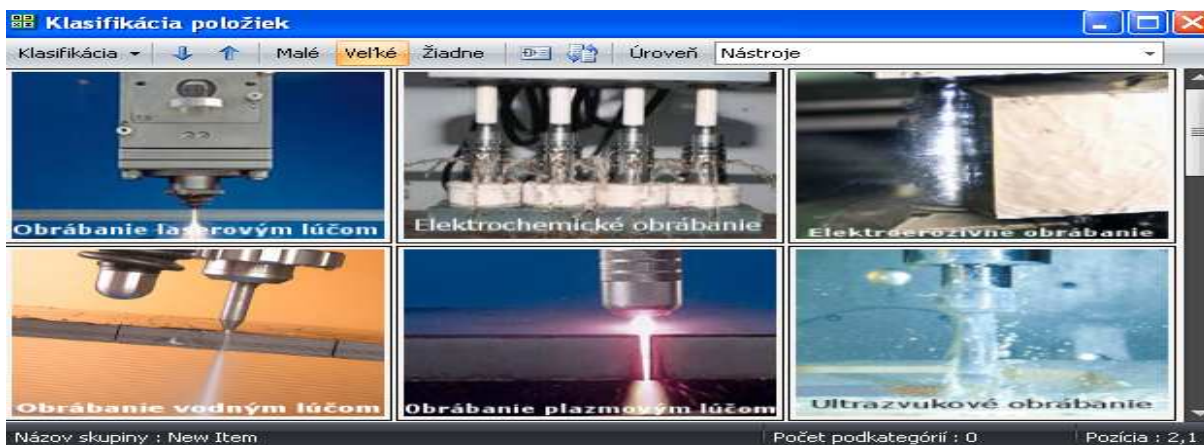 Klasifikácia položiek
Klasifikácia Malé Veľké Žiadne Úroveň Nástroje
Obrábanie laserovým lúčom
Elektrochemické obrábanie
Elektroerozívne obrábanie
Obrábanie vodným lúčom
Obrábanie plazmovým lúčom
Ultrazvukové obrábanie
Názov skupiny : New Item Počet podkategórií : 0 Pozícia : 2,1